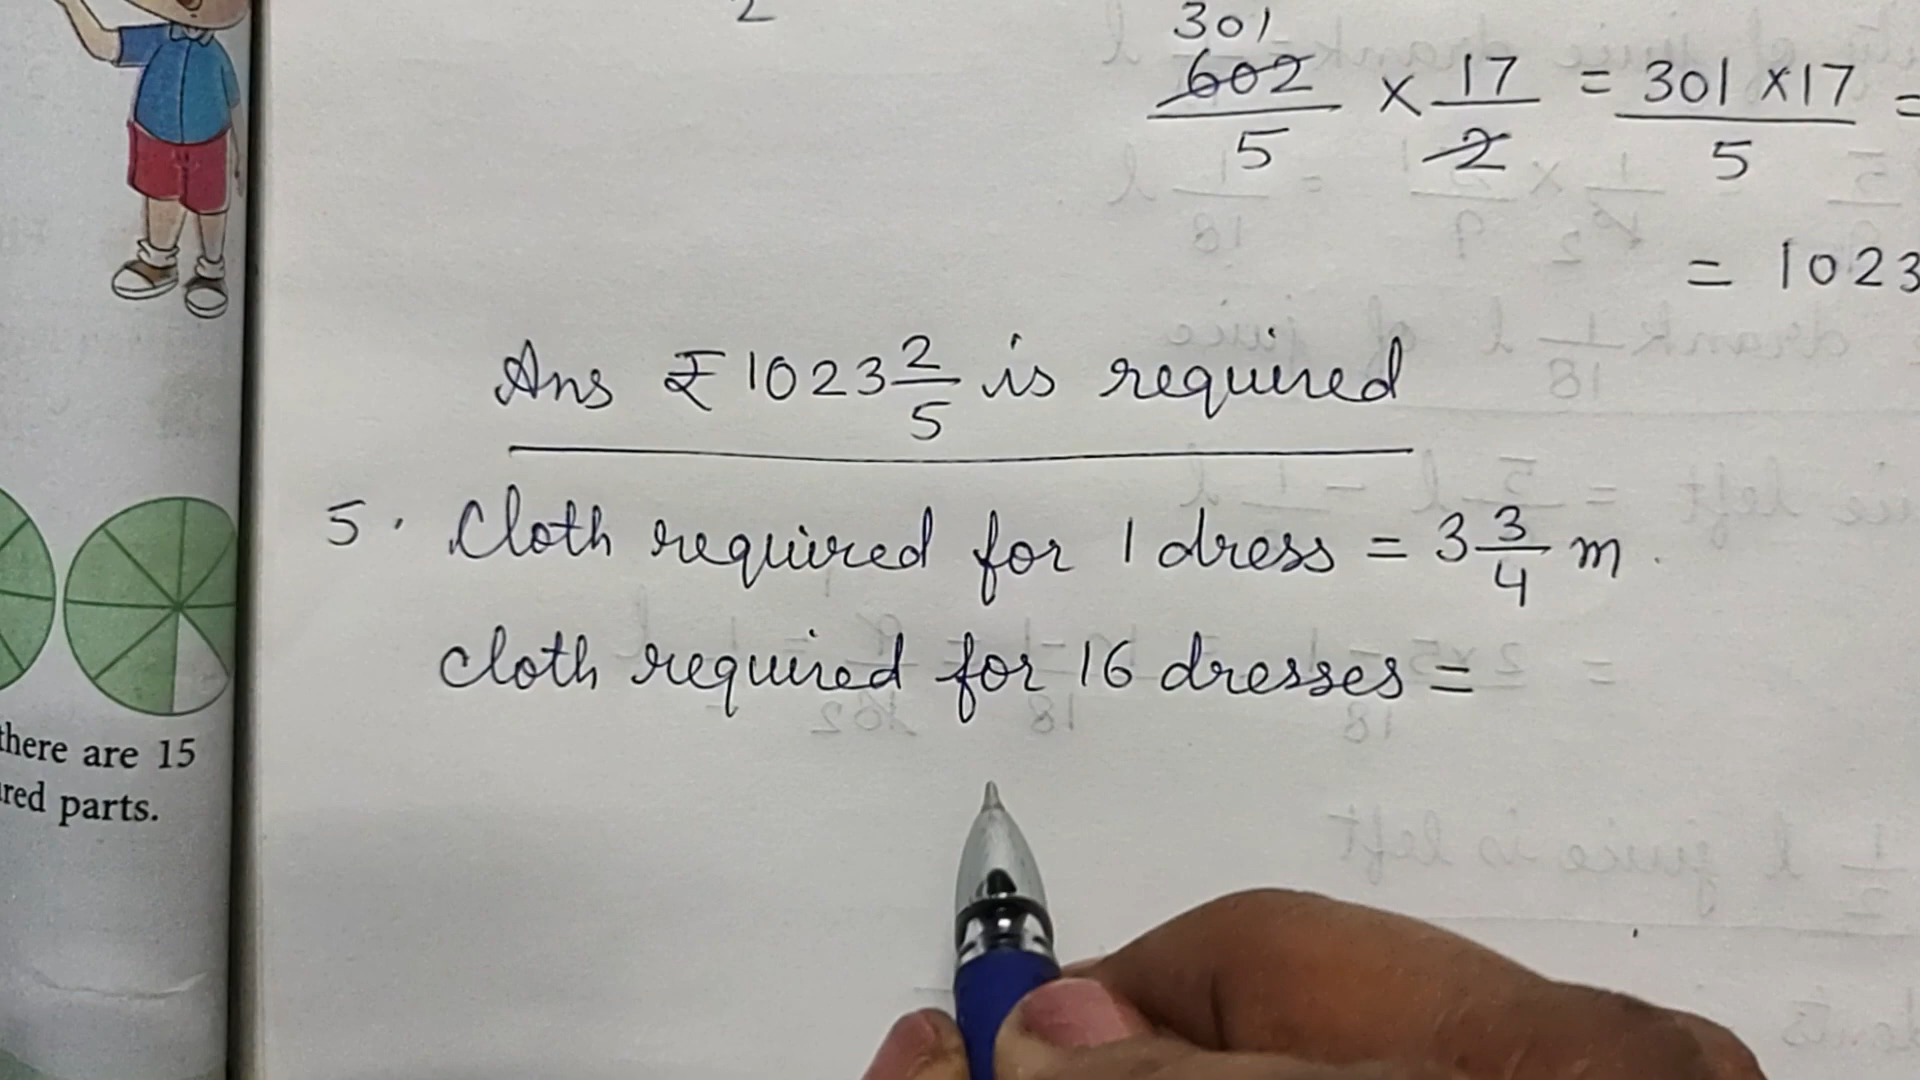 301
602/5 × 17/2 = 301 × 17/5 =
= 1023
Ans ₹ 1023 2/5 is required
5. Cloth required for 1 dress = 3 3/4 m.
cloth required for 16 dresses =
there are 15
red parts.